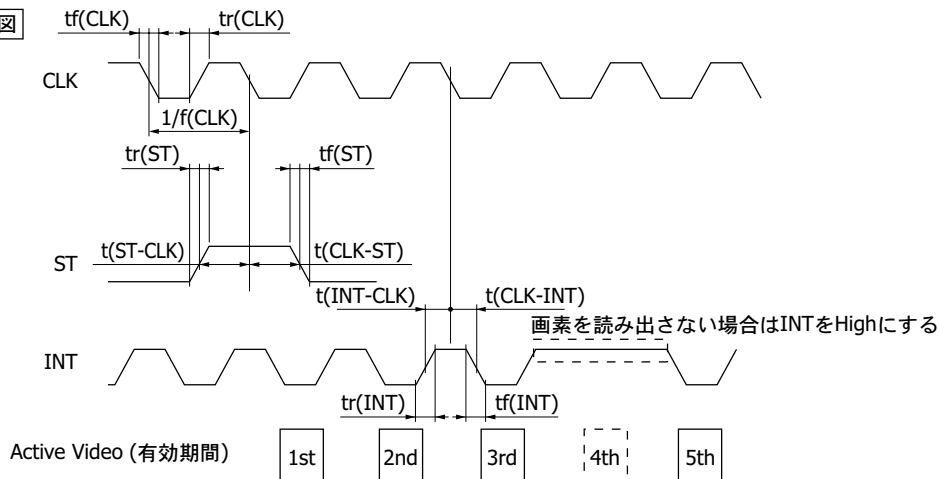 図
tf(CLK)
tr(CLK)
CLK
1/f(CLK)
tr(ST)
tf(ST)
t(ST-CLK)
t(CLK-ST)
ST
t(INT-CLK)
t(CLK-INT)
画素を読み出さない場合はINTをHighにする
INT
tr(INT)
tf(INT)
Active Video (有効期間)
1st
2nd
3rd
4th
5th